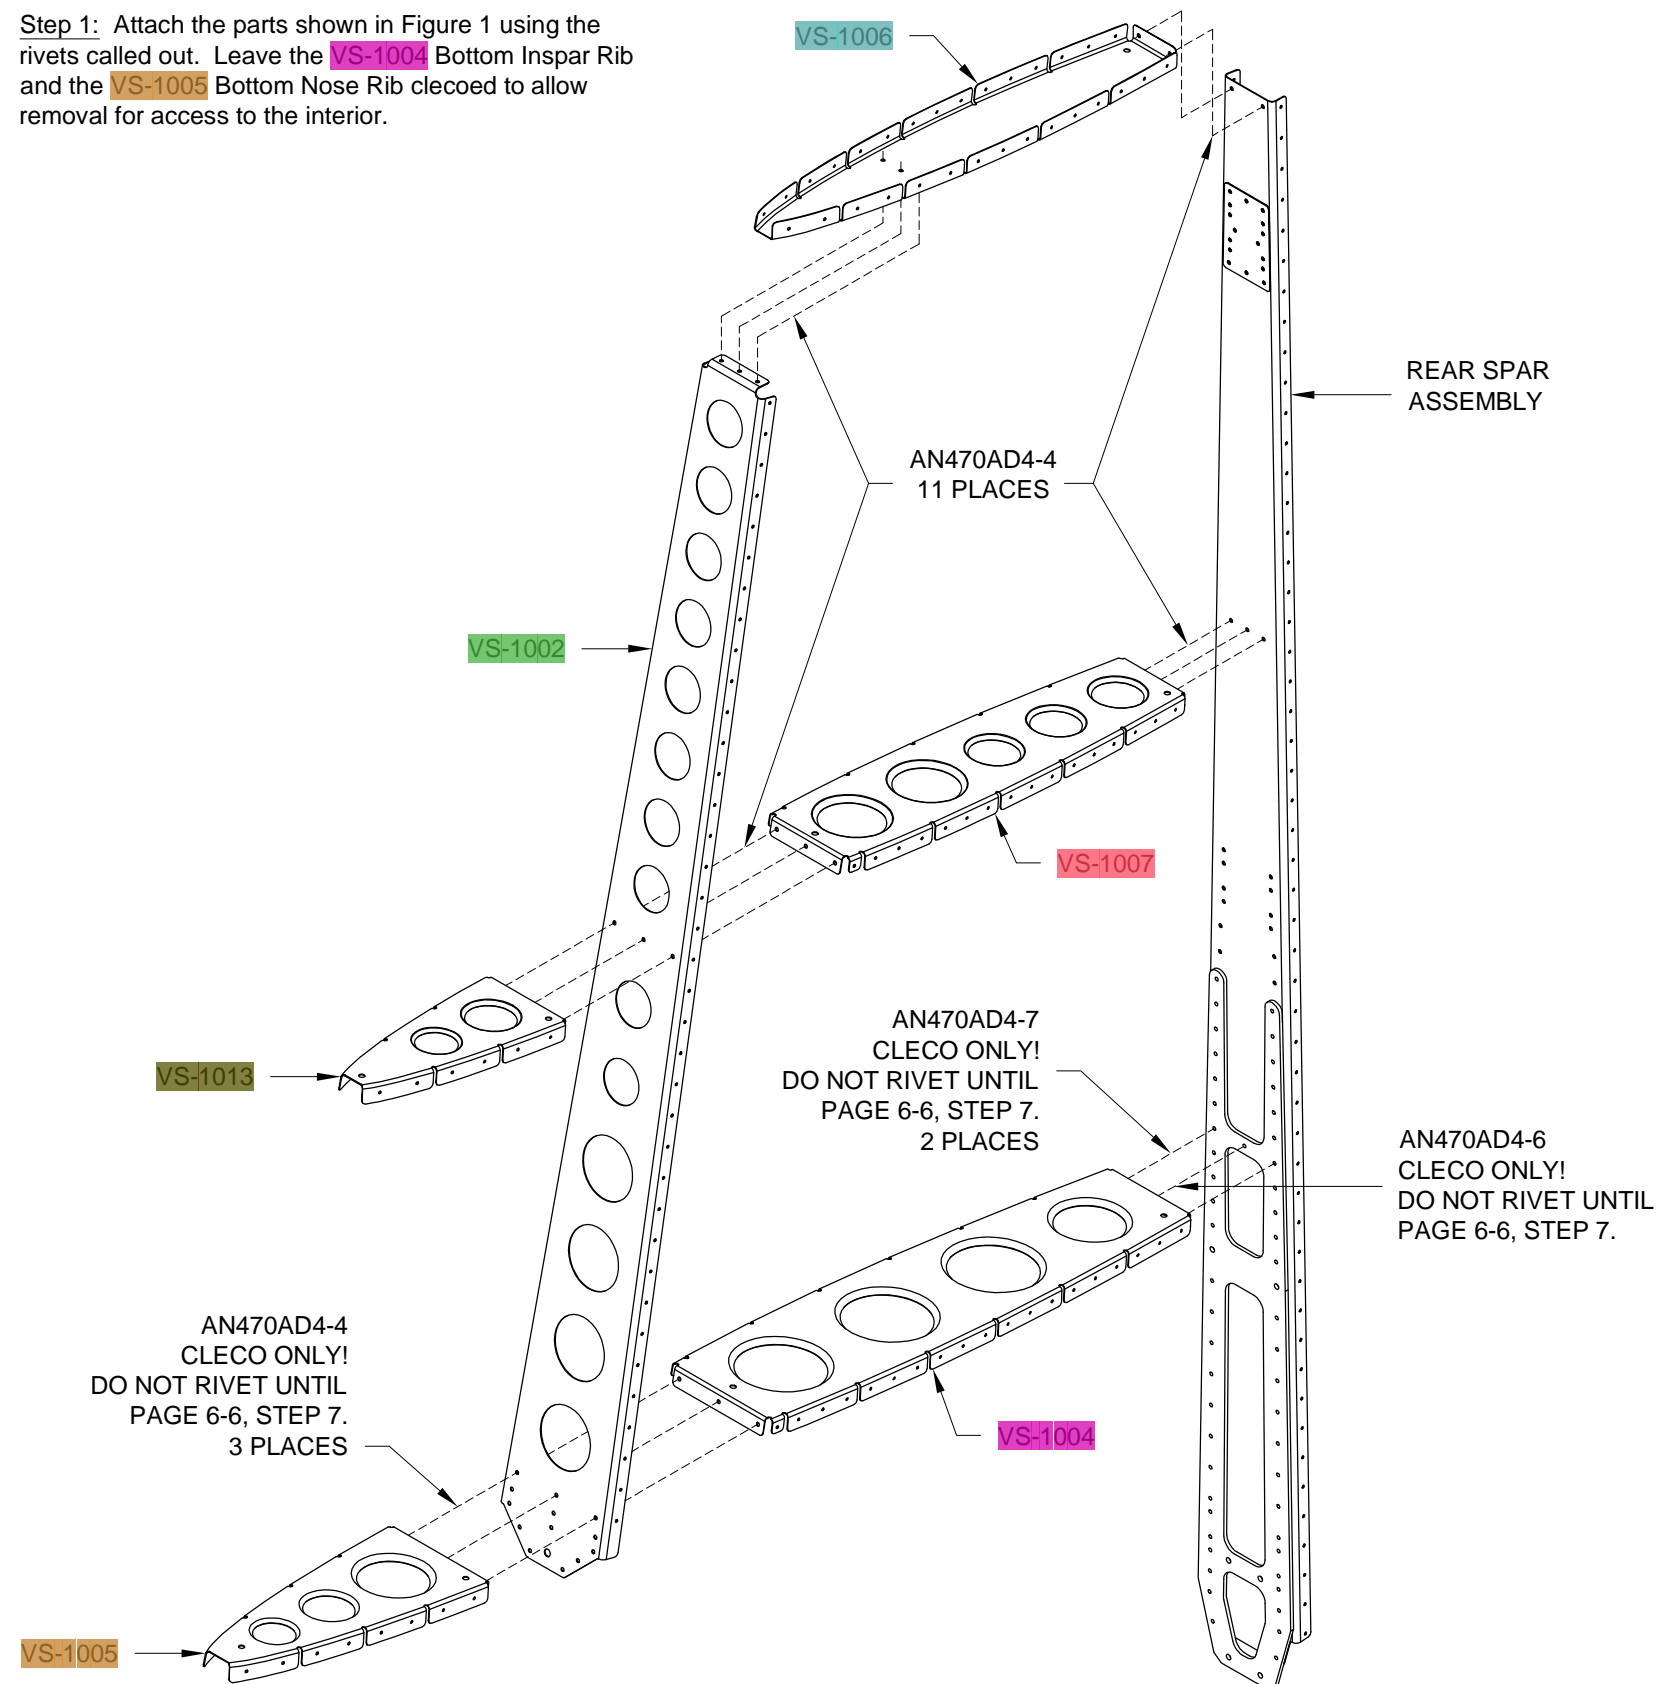 Step 1: Attach the parts shown in Figure 1 using the
rivets called out. Leave the VS-1004 Bottom Inspar Rib
and the VS-1005 Bottom Nose Rib clecoed to allow
removal for access to the interior.
VS-1006
REAR SPAR
ASSEMBLY
AN470AD4-4
11 PLACES
VS-1002
VS-1007
VS-1013
AN470AD4-7
CLECO ONLY!
DO NOT RIVET UNTIL
PAGE 6-6, STEP 7.
2 PLACES
AN470AD4-6
CLECO ONLY!
DO NOT RIVET UNTIL
PAGE 6-6, STEP 7.
AN470AD4-4
CLECO ONLY!
DO NOT RIVET UNTIL
PAGE 6-6, STEP 7.
3 PLACES
VS-1004
VS-1005